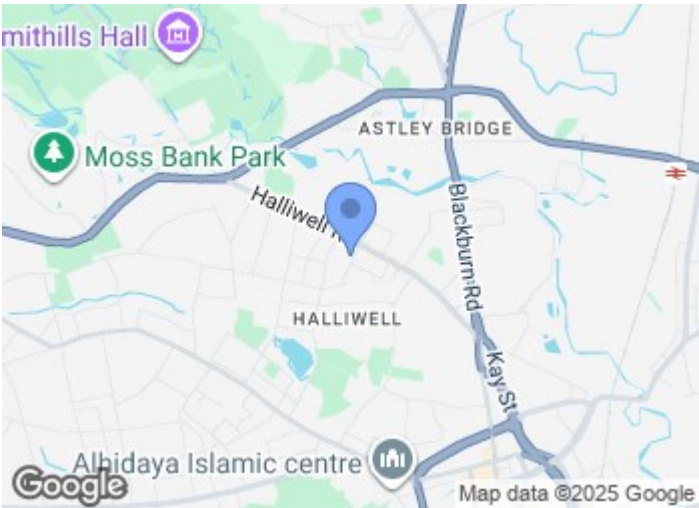 mithills Hall
ASTLEY BRIDGE
Moss Bank Park
Halliwell R
Blackburn Rd
HALLIWELL
Kay St
Alhidaya Islamic centre
Google
Map data ©2025 Google